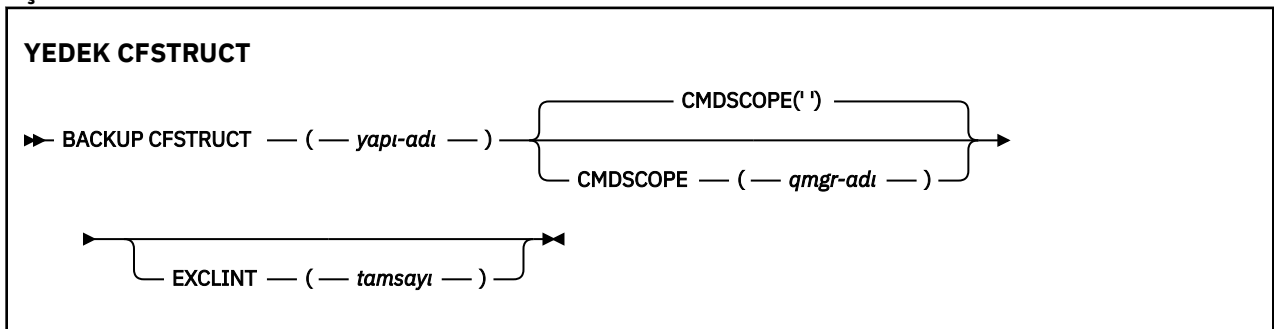 YEDEK CFSTRUCT
CMDSCOPE(' ')
BACKUP CFSTRUCT ( yapı-adı )
CMDSCOPE ( qmgr-adı )
EXCLINT ( tamsayı )